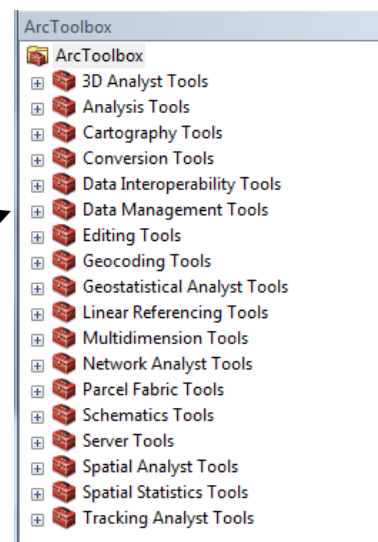 ArcToolbox
ArcToolbox
3D Analyst Tools
Analysis Tools
Cartography Tools
Conversion Tools
Data Interoperability Tools
Data Management Tools
Editing Tools
Geocoding Tools
Geostatistical Analyst Tools
Linear Referencing Tools
Multidimension Tools
Network Analyst Tools
Parcel Fabric Tools
Schematics Tools
Server Tools
Spatial Analyst Tools
Spatial Statistics Tools
Tracking Analyst Tools